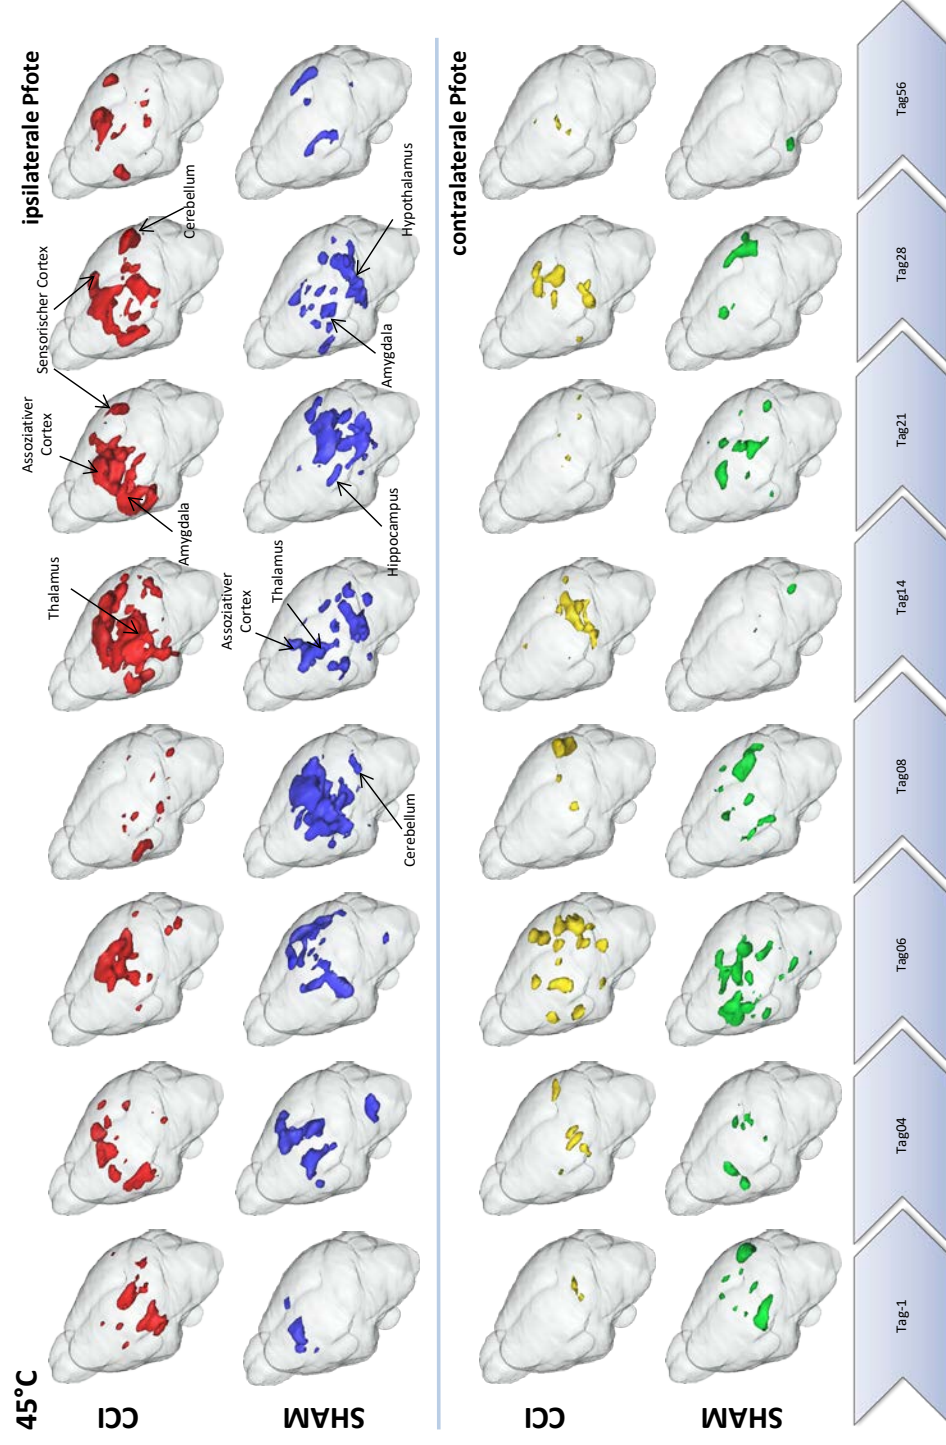 45°C
ipsilaterale Pfote
CCI
Thalamus
Assoziativer
Cortex
Sensorischer Cortex
Amygdala
Cerebellum
SHAM
Cerebellum
Assoziativer
Cortex
Thalamus
Hippocampus
Amygdala
Hypothalamus
contralaterale Pfote
CCI
SHAM
Tag-1
Tag04
Tag06
Tag08
Tag14
Tag21
Tag28
Tag56